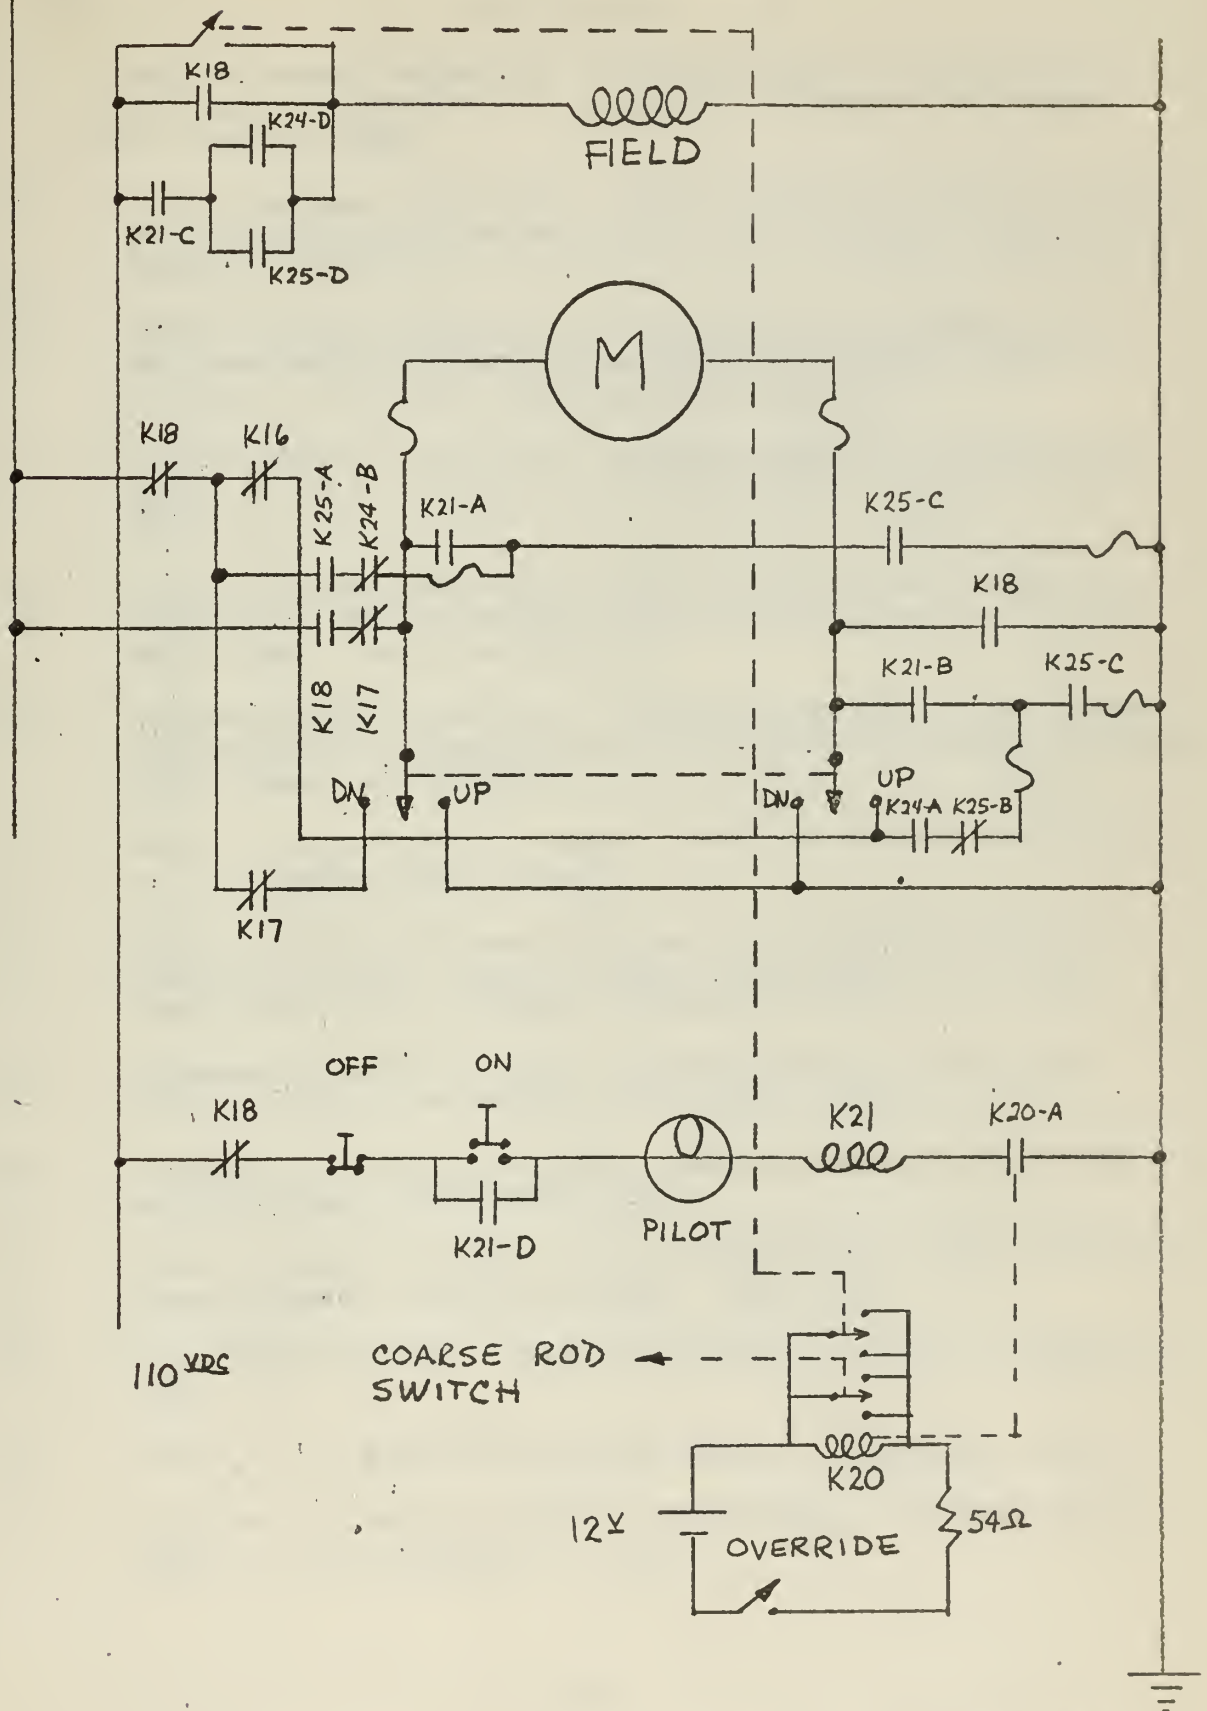 K18
K24-D
FIELD
K21-C
K25-D
M
K18
K16
K25-A
K24-B
K21-A
K25-C
K18
K21-B
K25-C
K18
K17
DN
UP
DN
UP
K24-A
K25-B
K17
OFF
ON
K18
K21
K20-A
K21-D
PILOT
110 VDC
COARSE ROD
SWITCH
K20
12 V
54Ω
OVERRIDE